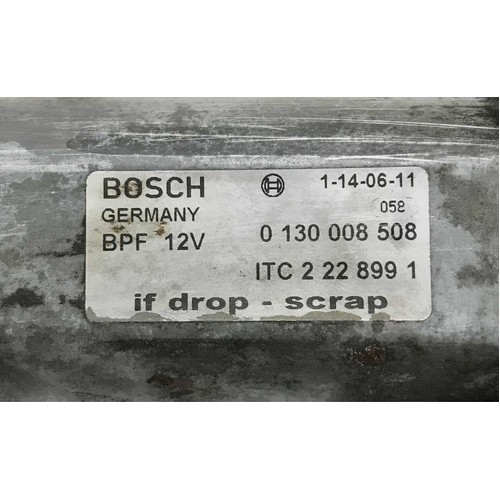 BOSCH 1-14-06-11
GERMANY 058
BPF 12V 0 130 008 508
ITC 2 22 899 1
if drop - scrap